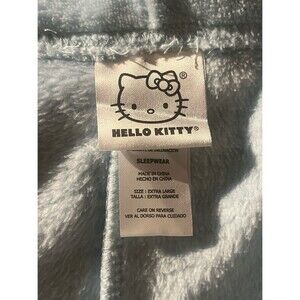 HELLO KITTY®
SLEEPWEAR
MADE IN CHINA
HECHO EN CHINA
SIZE : EXTRA LARGE
TALLA : EXTRA GRANDE
CARE ON REVERSE
VER AL DORSO PARA CUIDADO